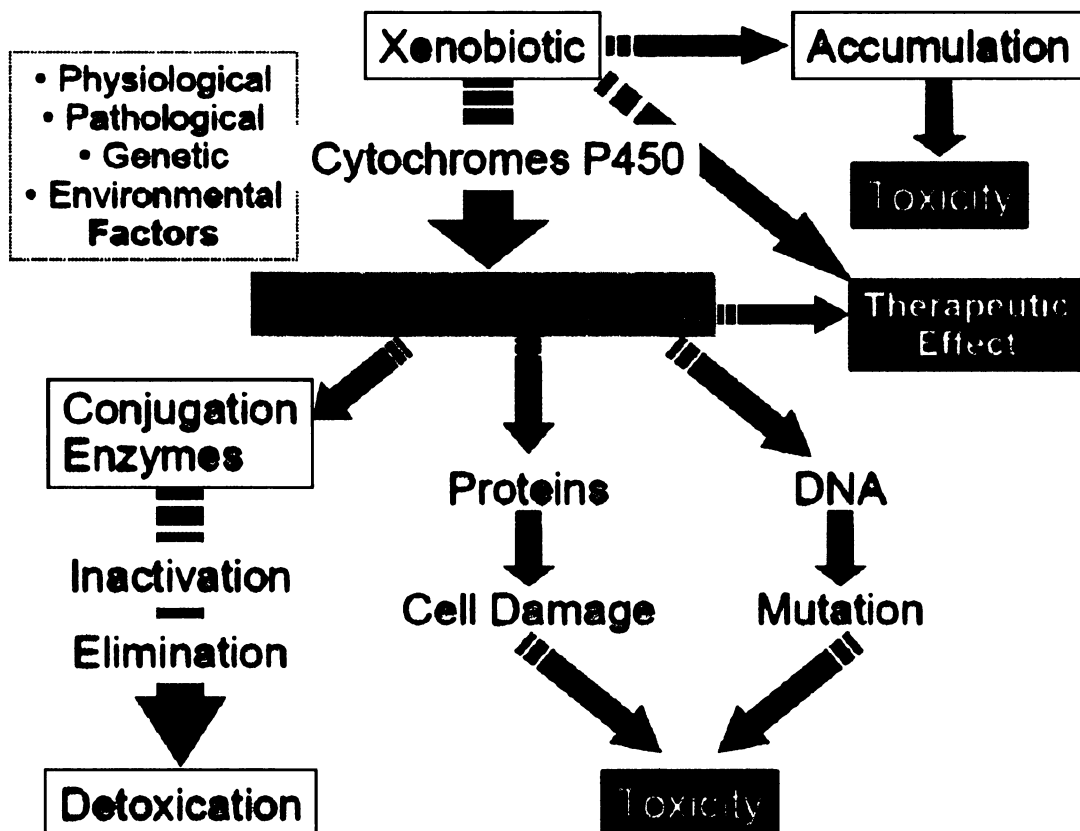 Xenobiotic
Accumulation
• Physiological
• Pathological
• Genetic
• Environmental
Factors
Cytochromes P450
Toxicity
Therapeutic
Effect
Conjugation
Enzymes
Proteins
DNA
Inactivation
Cell Damage
Mutation
Elimination
Detoxication
Toxicity